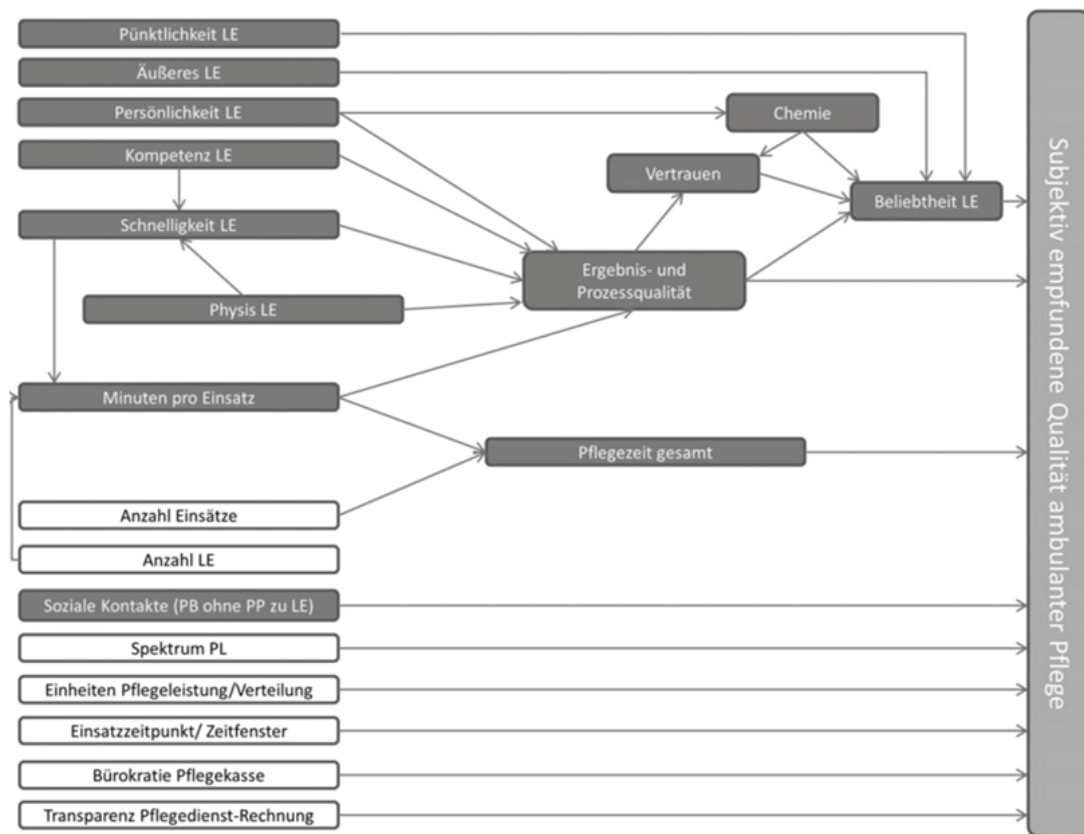 Pünktlichkeit LE
Äußeres LE
Persönlichkeit LE
Chemie
Kompetenz LE
Vertrauen
Beliebtheit LE
Schnelligkeit LE
Ergebnis- und
Prozessqualität
Physis LE
Minuten pro Einsatz
Pflegezeit gesamt
Anzahl Einsätze
Anzahl LE
Soziale Kontakte (PB ohne PP zu LE)
Spektrum PL
Einheiten Pflegeleistung/Verteilung
Einsatzzeitpunkt/ Zeitfenster
Bürokratie Pflegekasse
Transparenz Pflegedienst-Rechnung
Subjektiv empfundene Qualität ambulanter Pflege